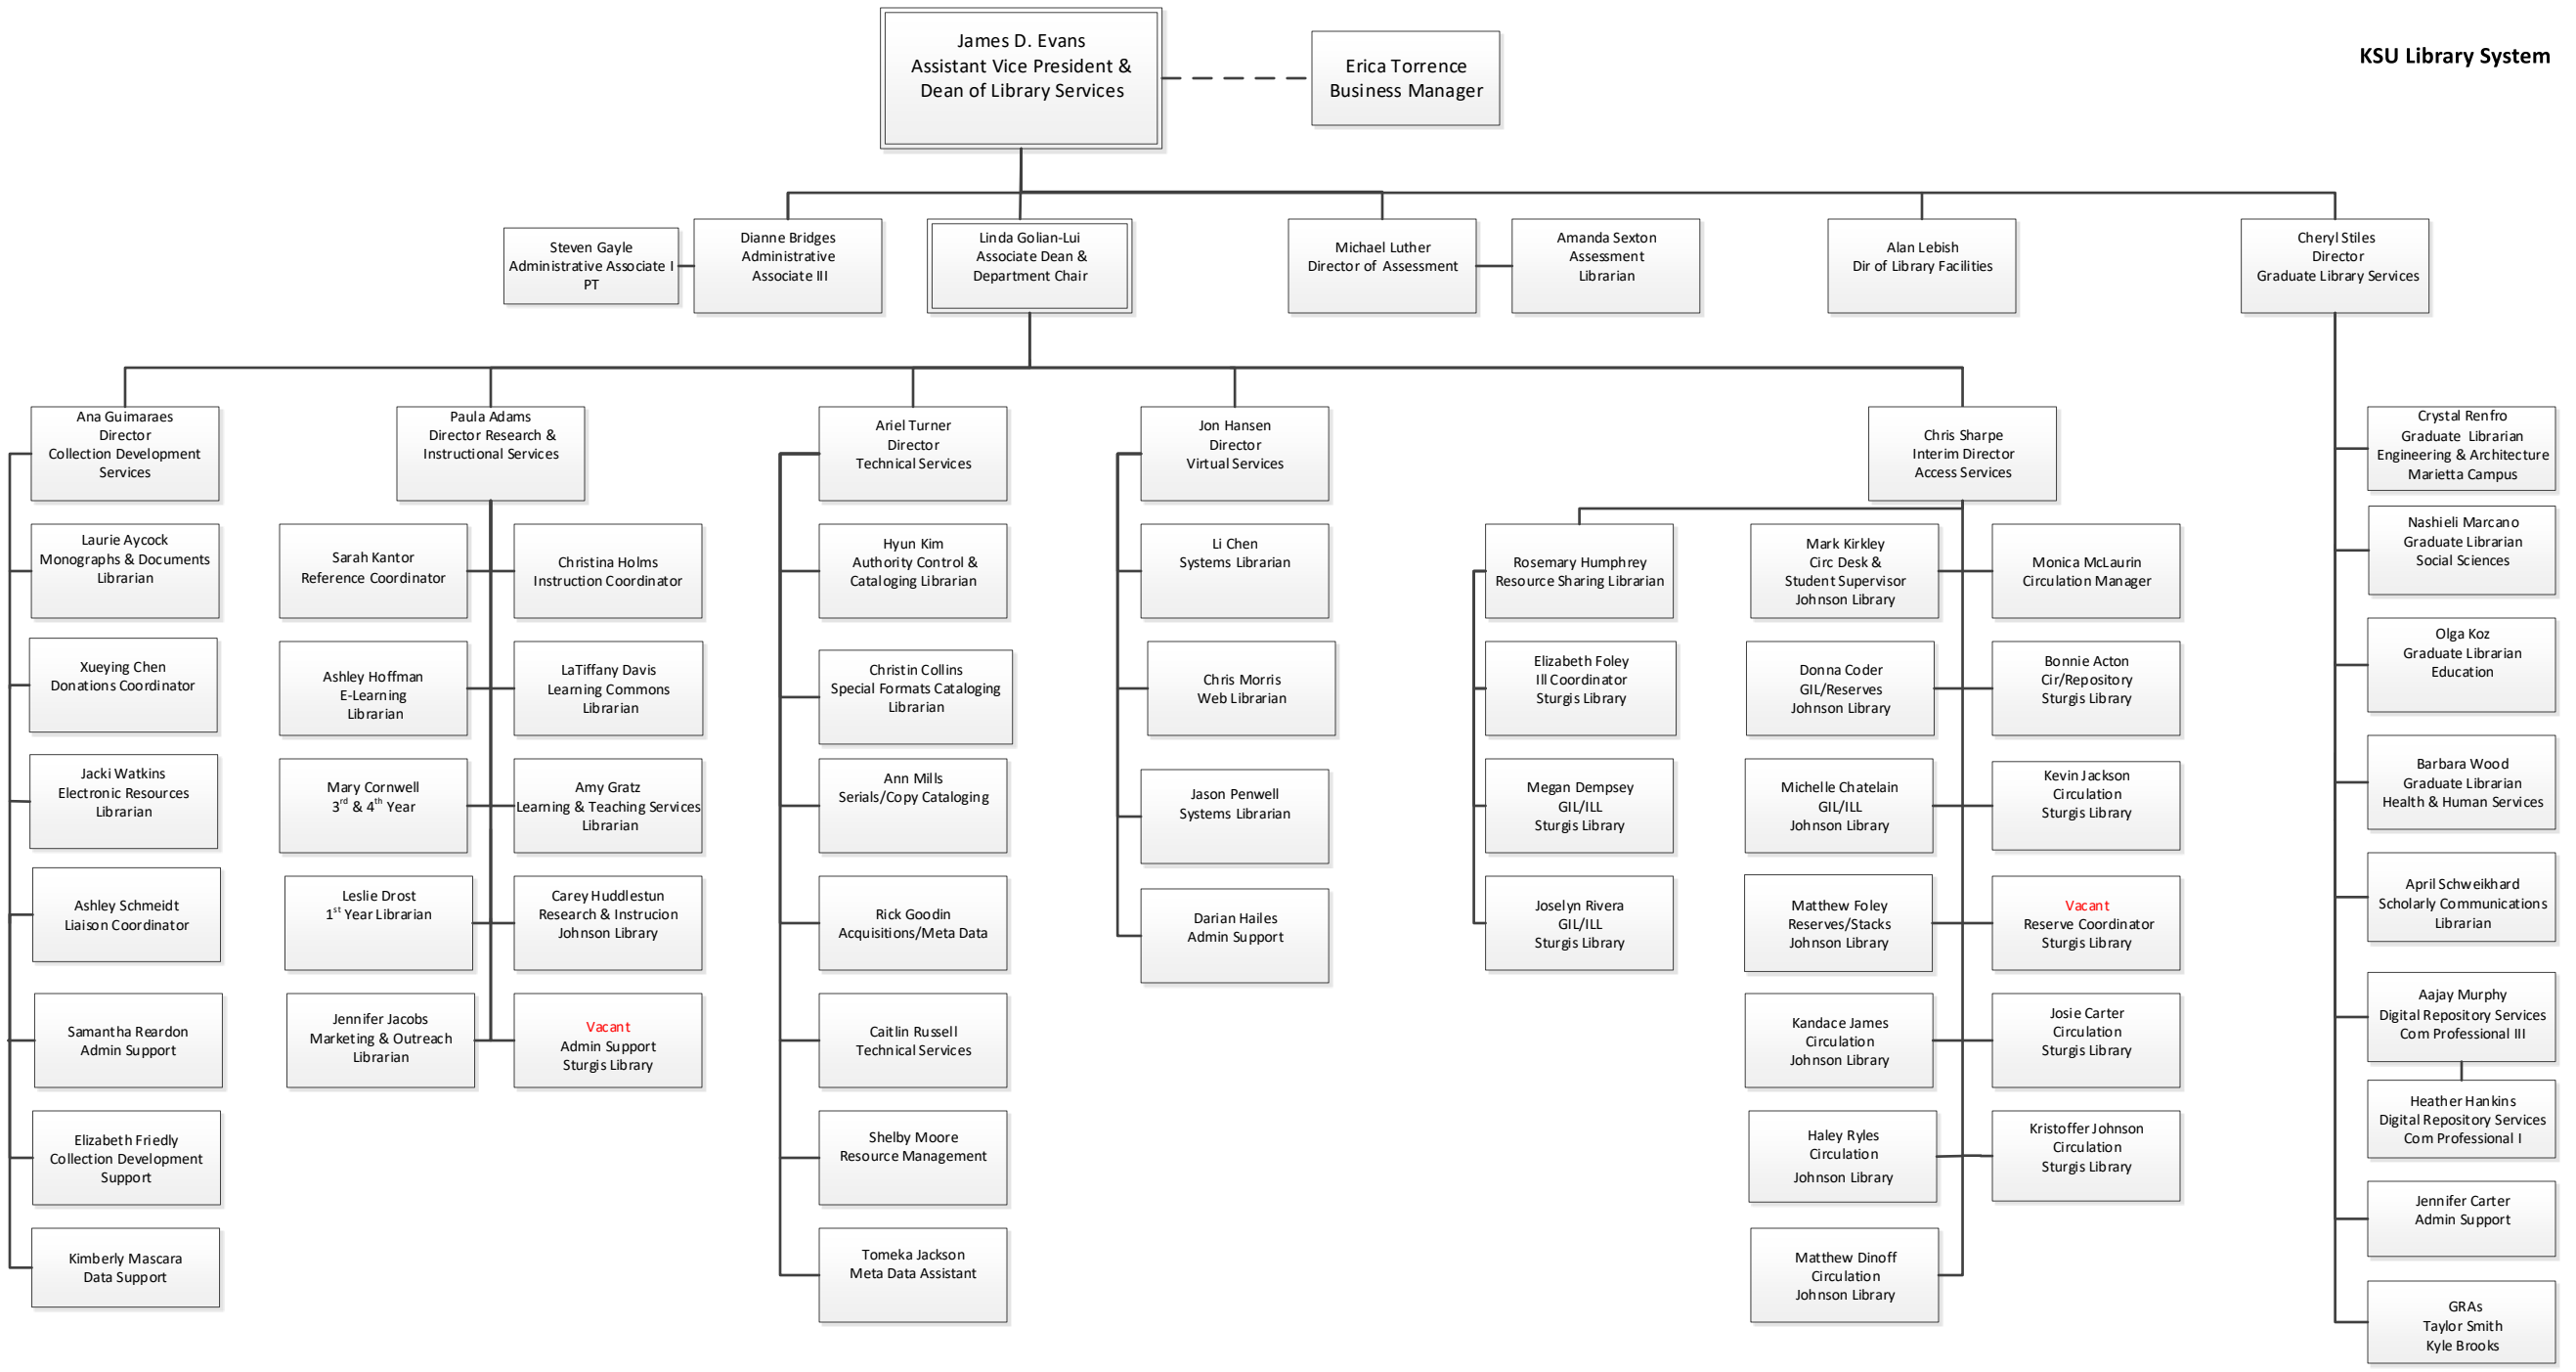 James D. Evans
Assistant Vice President &
Dean of Library Services
Erica Torrence
Business Manager
KSU Library System
Steven Gayle
Administrative Associate I
PT
Dianne Bridges
Administrative
Associate III
Linda Golian-Lui
Associate Dean &
Department Chair
Michael Luther
Director of Assessment
Amanda Sexton
Assessment
Librarian
Alan Lebish
Dir of Library Facilities
Cheryl Stiles
Director
Graduate Library Services
Ana Guimaraes
Director
Collection Development
Services
Laurie Aycock
Monographs & Documents
Librarian
Xueying Chen
Donations Coordinator
Jacki Watkins
Electronic Resources
Librarian
Ashley Schmeidt
Liaison Coordinator
Samantha Reardon
Admin Support
Elizabeth Friedly
Collection Development
Support
Kimberly Mascara
Data Support
Paula Adams
Director Research &
Instructional Services
Sarah Kantor
Reference Coordinator
Christina Holms
Instruction Coordinator
Ashley Hoffman
E-Learning
Librarian
LaTiffany Davis
Learning Commons
Librarian
Mary Cornwell
3rd & 4th Year
Amy Gratz
Learning & Teaching Services
Librarian
Leslie Drost
1st Year Librarian
Carey Huddlestun
Research & Instrucion
Johnson Library
Jennifer Jacobs
Marketing & Outreach
Librarian
Vacant
Admin Support
Sturgis Library
Ariel Turner
Director
Technical Services
Hyun Kim
Authority Control &
Cataloging Librarian
Christin Collins
Special Formats Cataloging
Librarian
Ann Mills
Serials/Copy Cataloging
Rick Goodin
Acquisitions/Meta Data
Caitlin Russell
Technical Services
Shelby Moore
Resource Management
Tomeka Jackson
Meta Data Assistant
Jon Hansen
Director
Virtual Services
Li Chen
Systems Librarian
Chris Morris
Web Librarian
Jason Penwell
Systems Librarian
Darian Hailes
Admin Support
Chris Sharpe
Interim Director
Access Services
Rosemary Humphrey
Resource Sharing Librarian
Elizabeth Foley
Ill Coordinator
Sturgis Library
Megan Dempsey
GIL/ILL
Sturgis Library
Joselyn Rivera
GIL/ILL
Sturgis Library
Mark Kirkley
Circ Desk &
Student Supervisor
Johnson Library
Monica McLaurin
Circulation Manager
Donna Coder
GIL/Reserves
Johnson Library
Bonnie Acton
Cir/Repository
Sturgis Library
Michelle Chatelain
GIL/ILL
Johnson Library
Kevin Jackson
Circulation
Sturgis Library
Matthew Foley
Reserves/Stacks
Johnson Library
Vacant
Reserve Coordinator
Sturgis Library
Kandace James
Circulation
Johnson Library
Josie Carter
Circulation
Sturgis Library
Haley Ryles
Circulation
Johnson Library
Kristoffer Johnson
Circulation
Sturgis Library
Matthew Dinoff
Circulation
Johnson Library
Crystal Renfro
Graduate Librarian
Engineering & Architecture
Marietta Campus
Nashieli Marcano
Graduate Librarian
Social Sciences
Olga Koz
Graduate Librarian
Education
Barbara Wood
Graduate Librarian
Health & Human Services
April Schweikhard
Scholarly Communications
Librarian
Aajay Murphy
Digital Repository Services
Com Professional III
Heather Hankins
Digital Repository Services
Com Professional I
Jennifer Carter
Admin Support
GRAs
Taylor Smith
Kyle Brooks